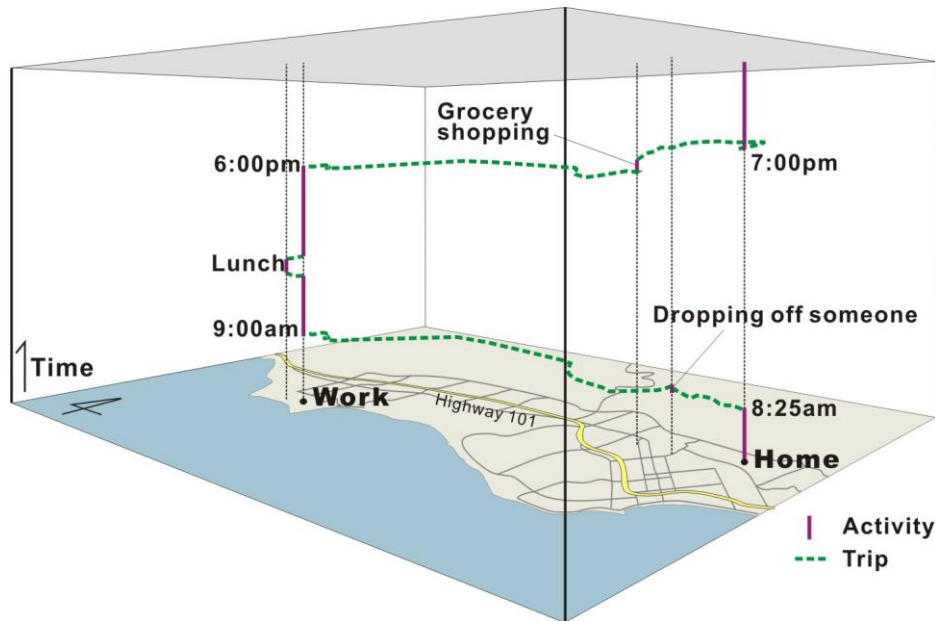 Grocery
shopping
6:00pm
7:00pm
Lunch
Dropping off someone
9:00am
Time
Work
Highway 101
8:25am
Home
Activity
Trip